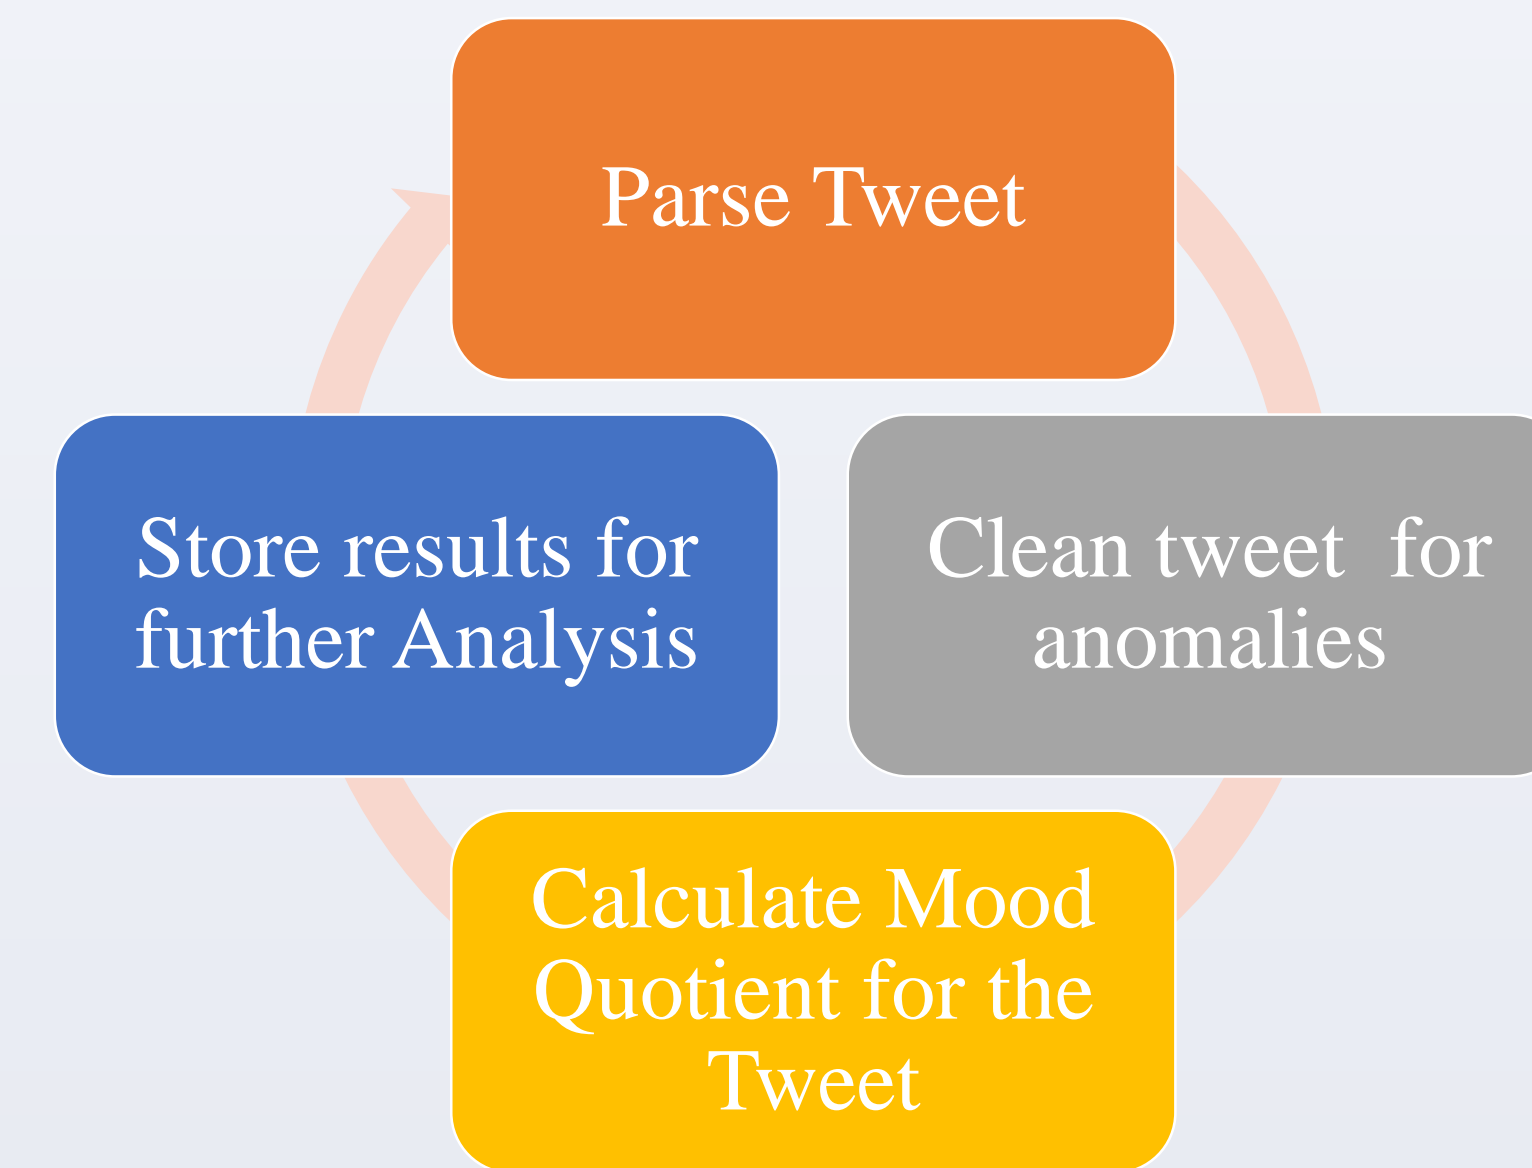 Parse Tweet
Store results for
further Analysis
Clean tweet  for
anomalies
Calculate Mood
Quotient for the
Tweet